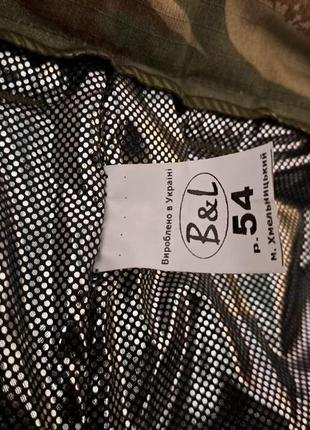 Вироблено в Україні
B&L
р. 54
м. Хмельницький